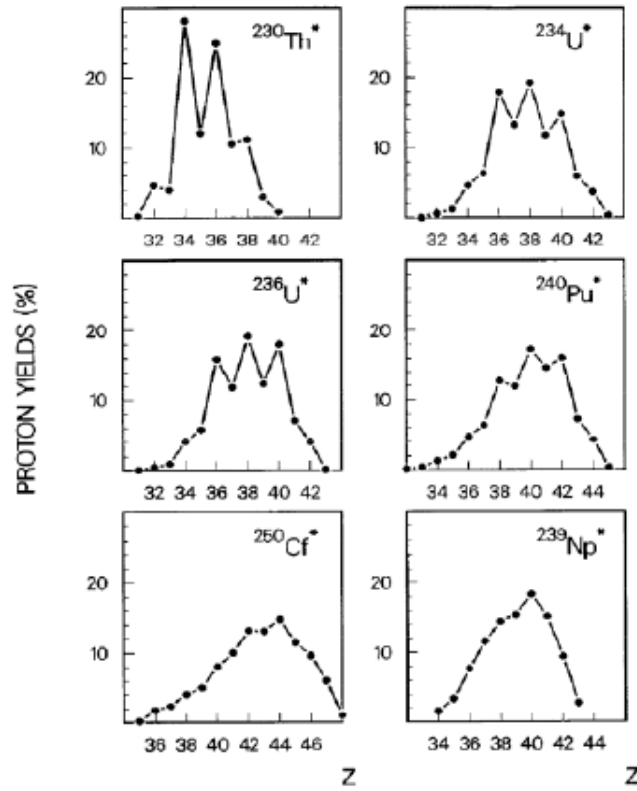 PROTON YIELDS (%)
²³⁰Th*
20
10
32 34 36 38 40 42
²³⁴U*
20
10
32 34 36 38 40 42
²³⁶U*
20
10
32 34 36 38 40 42
²⁴⁰Pu*
20
10
34 36 38 40 42 44
²⁵⁰Cf*
20
10
36 38 40 42 44 46
Z
²³⁹Np*
20
10
34 36 38 40 42 44
Z